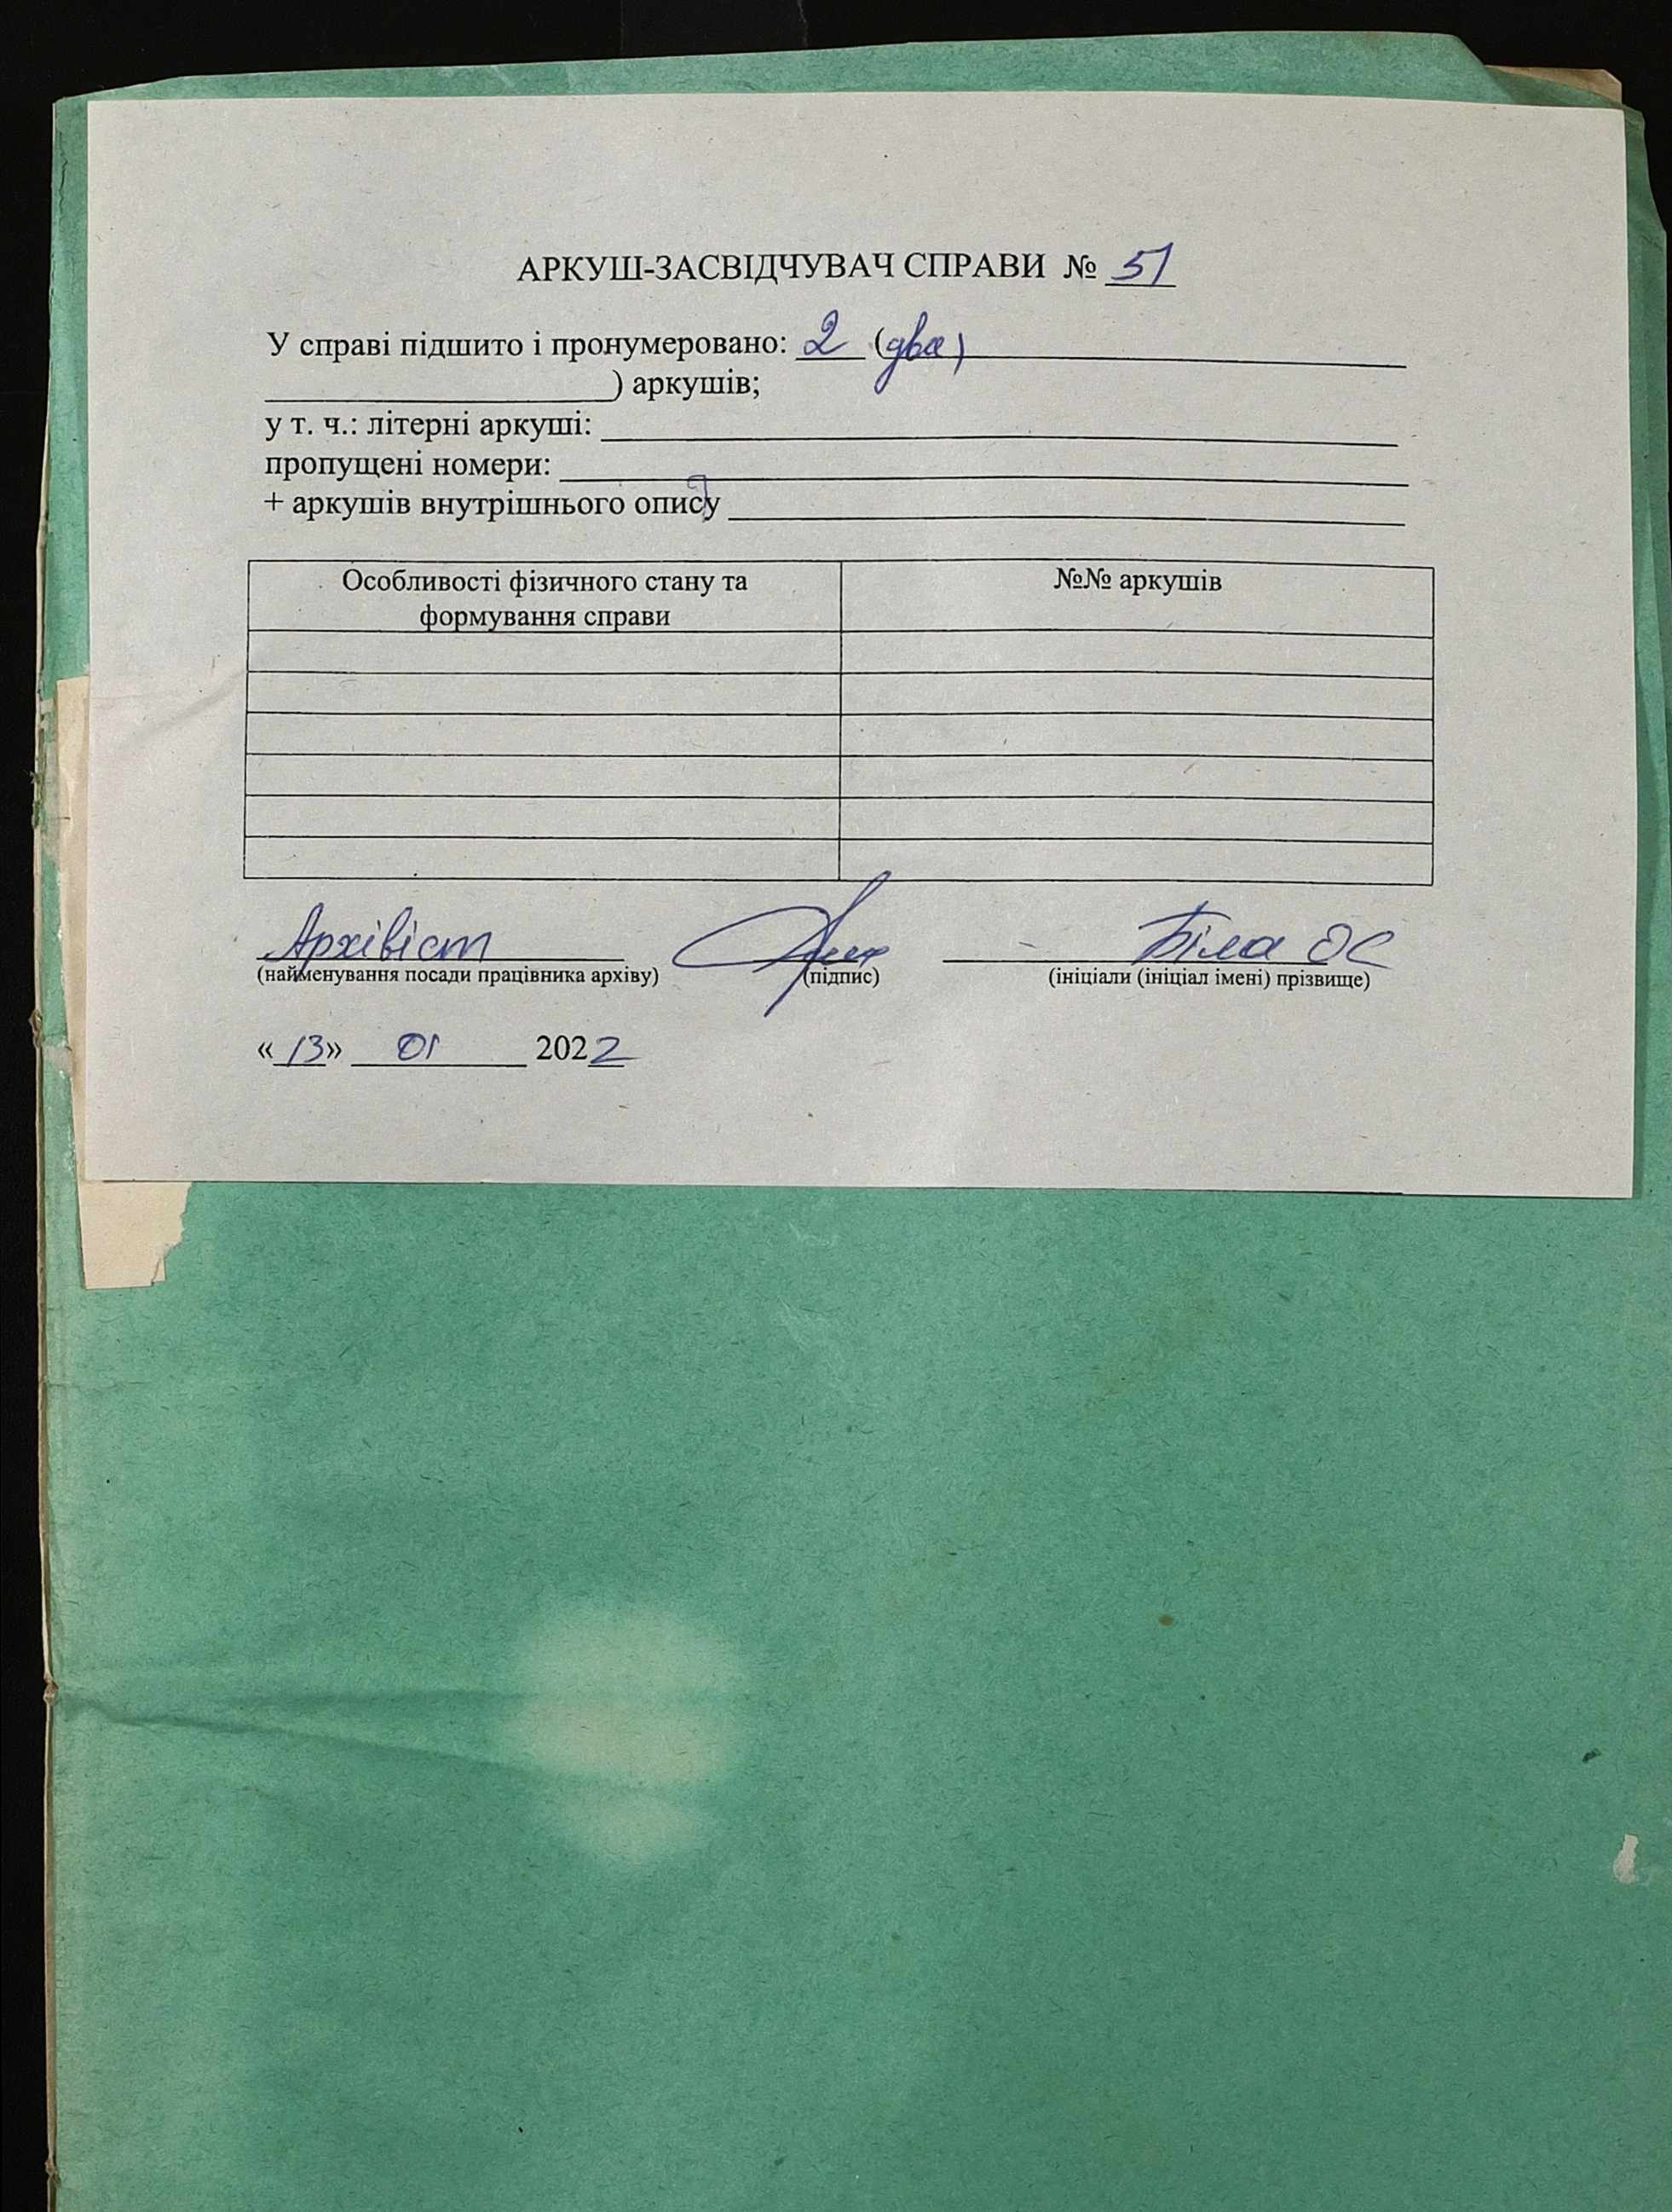 АРКУШ-ЗАСВІДЧУВАЧ СПРАВИ № 51
У справі підшито і пронумеровано: 2 (два)
) аркушів;
у т. ч.: літерні аркуші:
пропущені номери:
+ аркушів внутрішнього опису
Особливості фізичного стану та формування справи
№№ аркушів
Архівіст Біла ОС
(найменування посади працівника архіву) (підпис) (ініціали (ініціал імені) прізвище)
«13» 01 2022